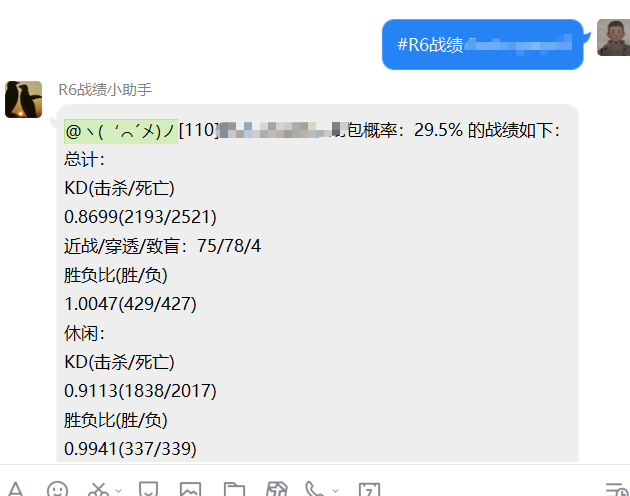 #R6战绩
R6战绩小助手
@ヽ(‘⌒´メ)ノ[110] 包概率：29.5% 的战绩如下：
总计：
KD(击杀/死亡)
0.8699(2193/2521)
近战/穿透/致盲：75/78/4
胜负比(胜/负)
1.0047(429/427)
休闲：
KD(击杀/死亡)
0.9113(1838/2017)
胜负比(胜/负)
0.9941(337/339)